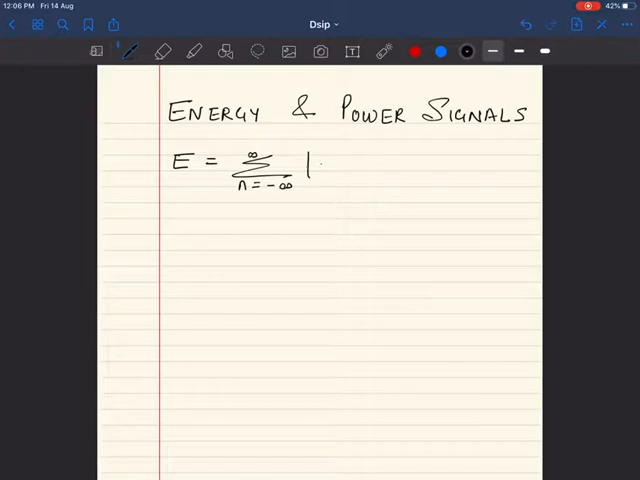 12:06 PM Fri 14 Aug 42%
Dsip
ENERGY & POWER SIGNALS
E = ∞ Σ n = -∞ |